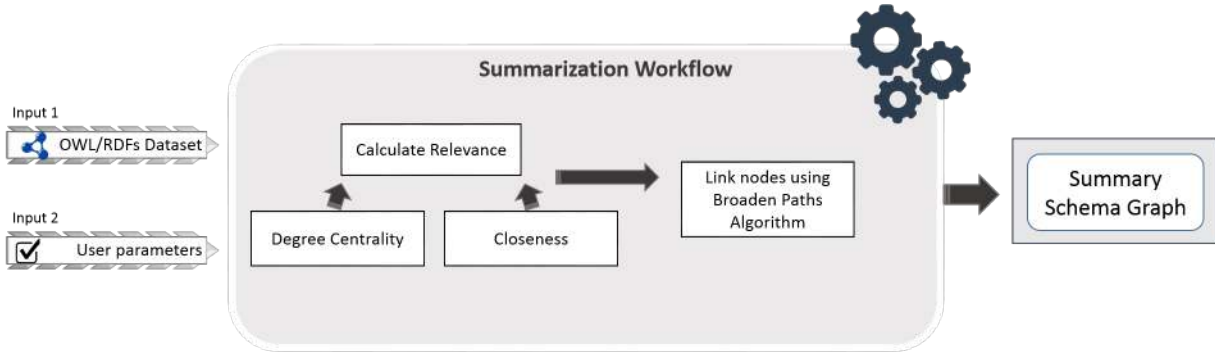 Summarization Workflow
Input 1
OWL/RDFs Dataset
Input 2
User parameters
Calculate Relevance
Degree Centrality
Closeness
Link nodes using
Broaden Paths
Algorithm
Summary
Schema Graph